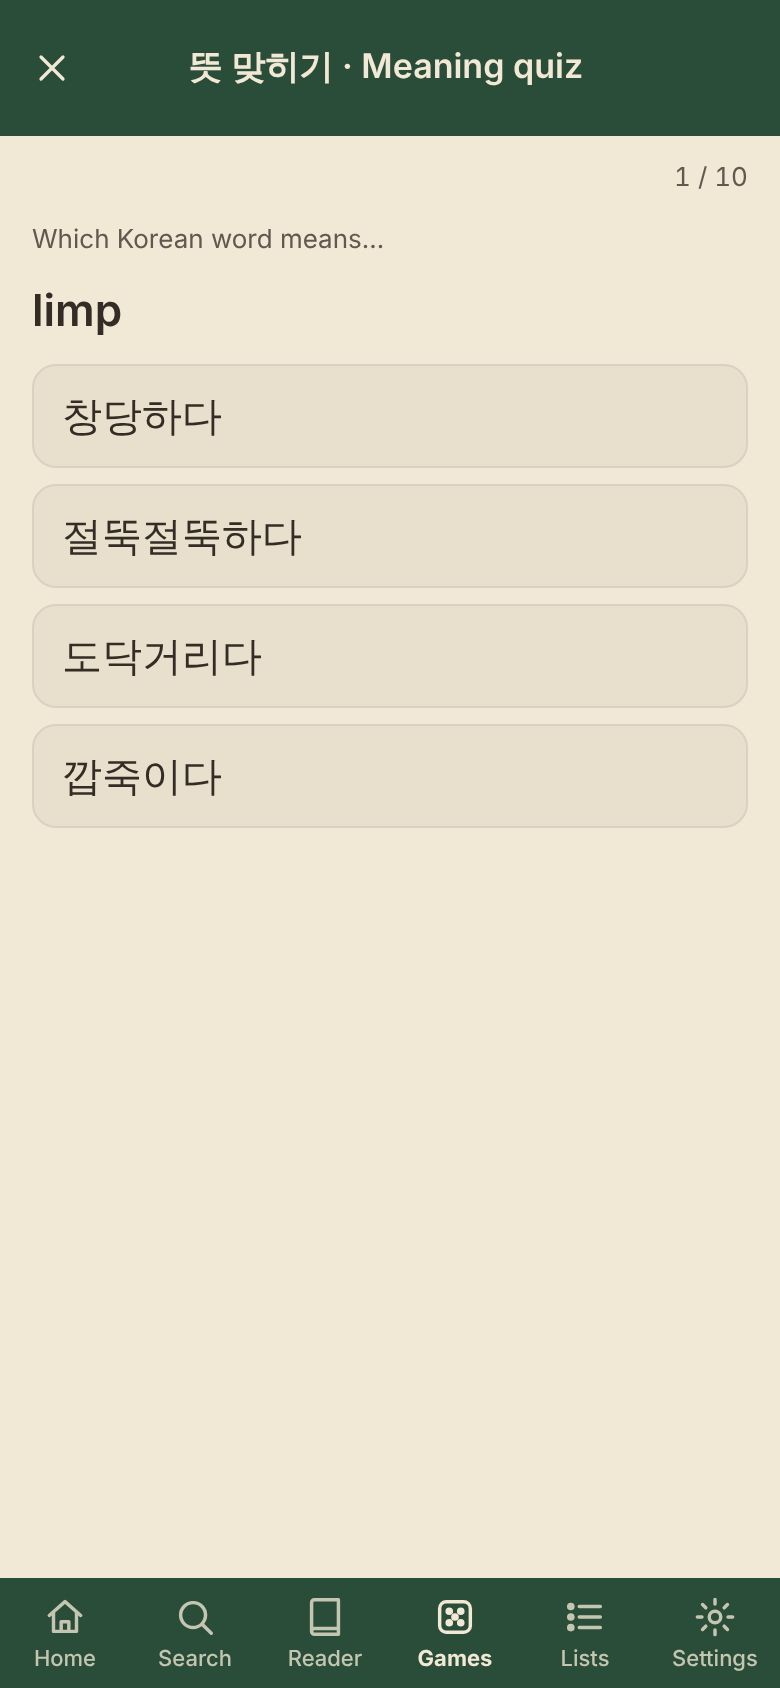 뜻 맞히기 · Meaning quiz
1 / 10
Which Korean word means...
limp
창당하다
절뚝절뚝하다
도닥거리다
깝죽이다
Home
Search
Reader
Games
Lists
Settings